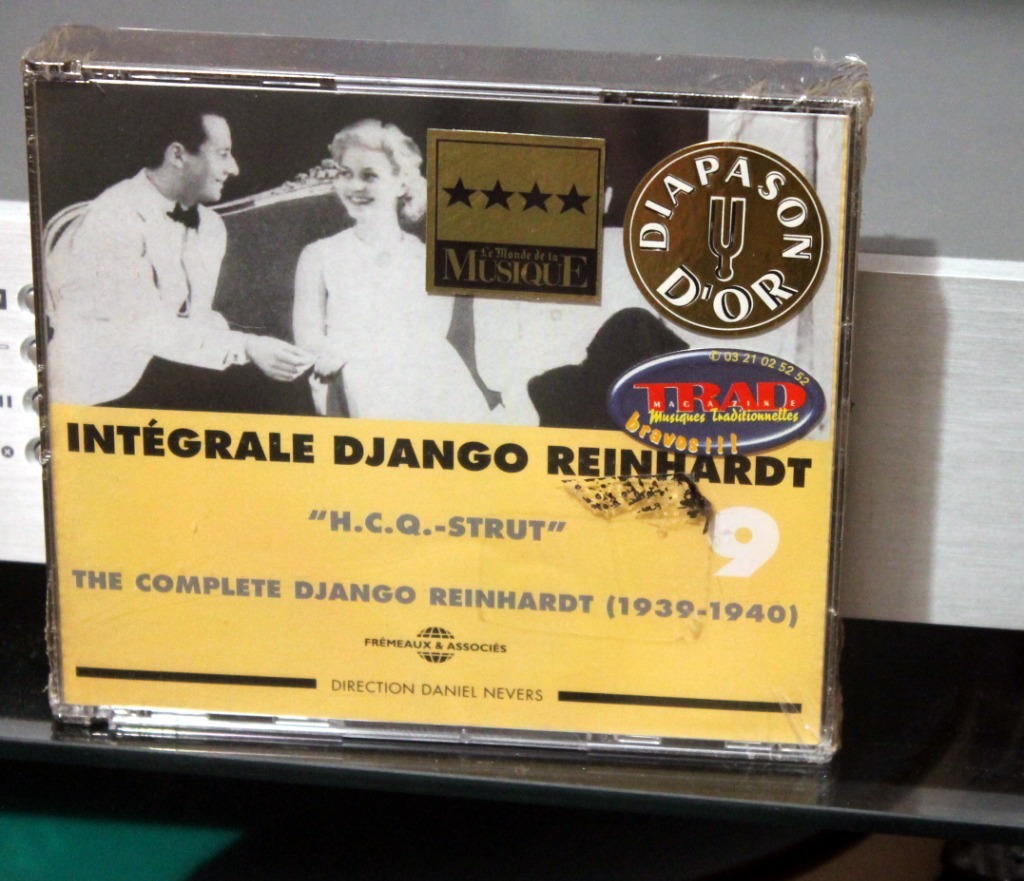 ★★★★
Le Monde de la
MUSIQUE
DIAPASON
D'OR
✆ 03 21 02 52 52
TRAD
MAGAZINE
Musiques Traditionnelles
bravos!!!
INTÉGRALE DJANGO REINHARDT
"H.C.Q.-STRUT"
9
THE COMPLETE DJANGO REINHARDT (1939-1940)
FRÉMEAUX & ASSOCIÉS
DIRECTION DANIEL NEVERS